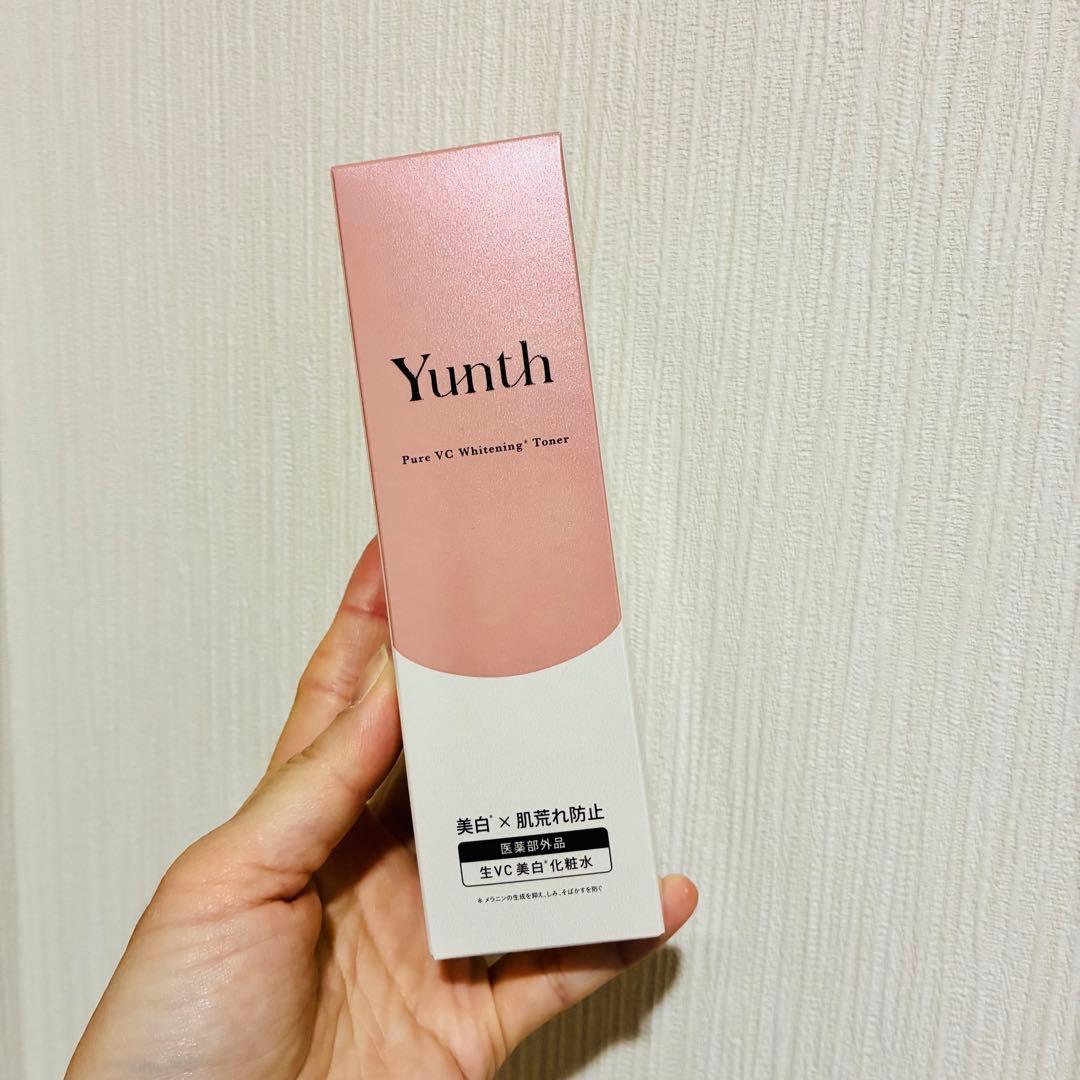 Yunth
Pure VC Whitening* Toner
美白*×肌荒れ防止
医薬部外品
生VC美白*化粧水
＊メラニンの生成を抑え、しみ、そばかすを防ぐ